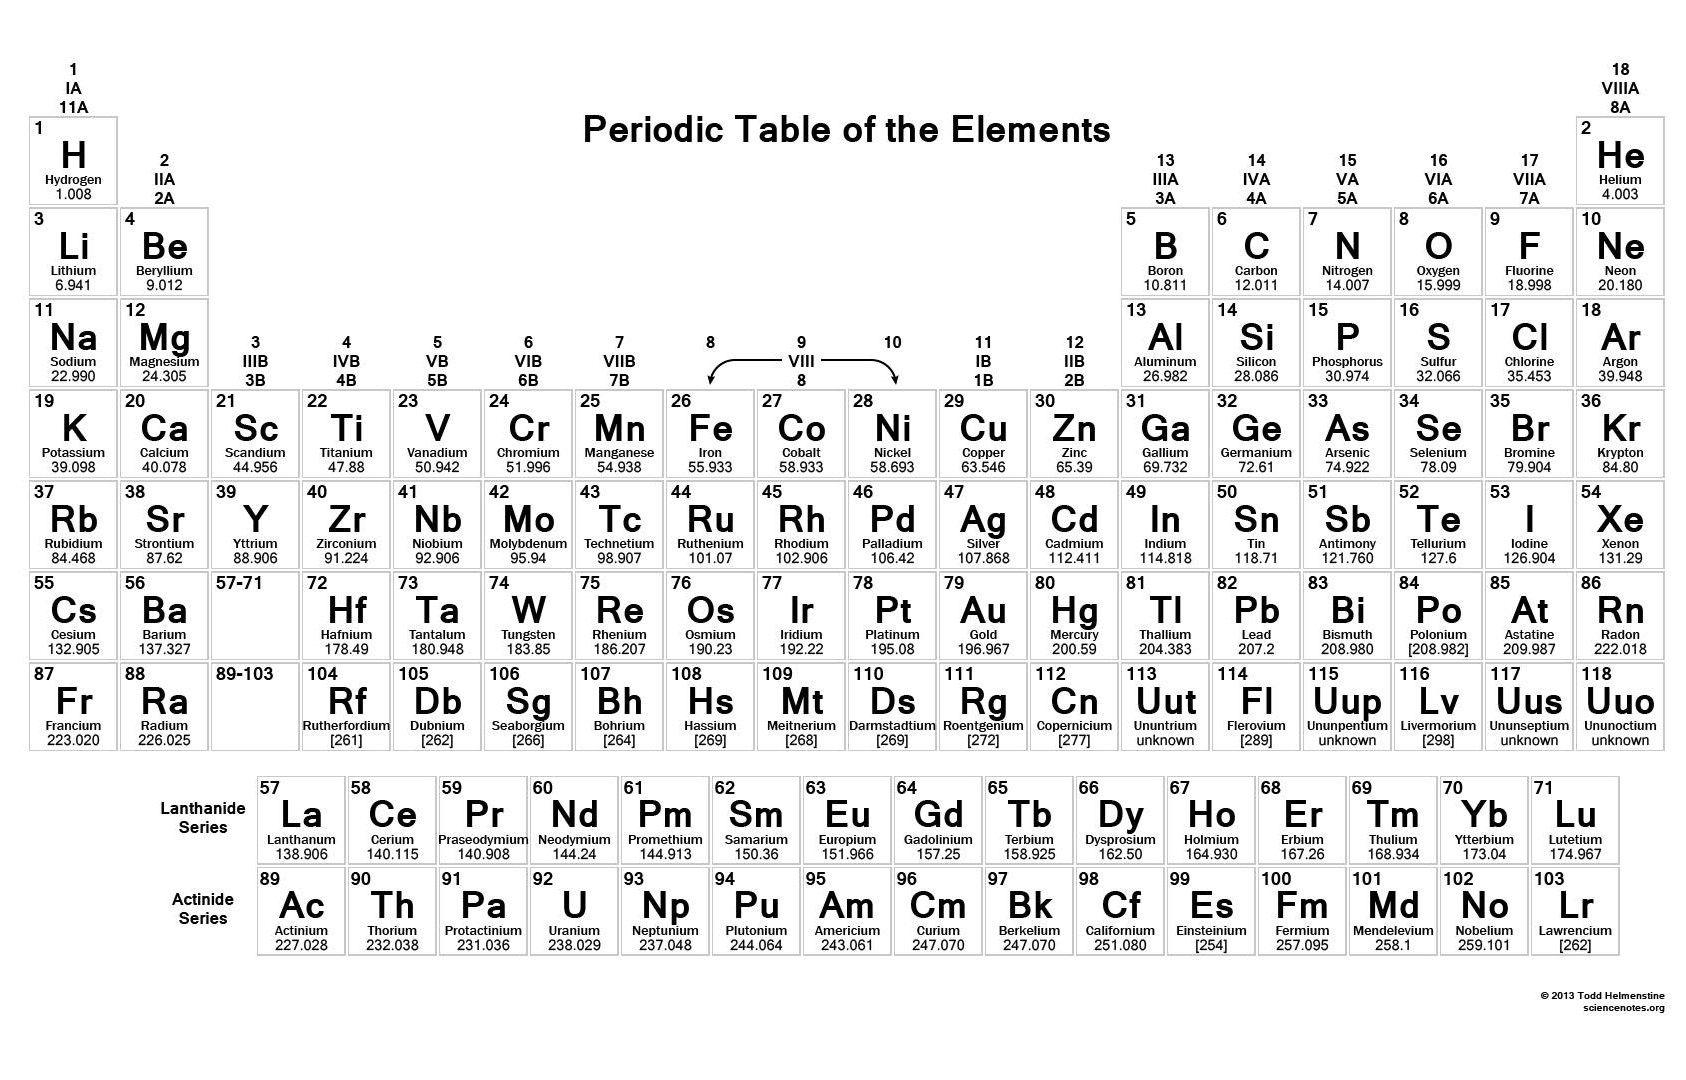 Periodic Table of the Elements
1
IA
11A
18
VIIIA
8A
1
H
Hydrogen
1.008
2
He
Helium
4.003
2
IIA
2A
13
IIIA
3A
14
IVA
4A
15
VA
5A
16
VIA
6A
17
VIIA
7A
3
Li
Lithium
6.941
4
Be
Beryllium
9.012
5
B
Boron
10.811
6
C
Carbon
12.011
7
N
Nitrogen
14.007
8
O
Oxygen
15.999
9
F
Fluorine
18.998
10
Ne
Neon
20.180
11
Na
Sodium
22.990
12
Mg
Magnesium
24.305
3
IIIB
3B
4
IVB
4B
5
VB
5B
6
VIB
6B
7
VIIB
7B
8
9
VIII
8
10
11
IB
1B
12
IIB
2B
13
Al
Aluminum
26.982
14
Si
Silicon
28.086
15
P
Phosphorus
30.974
16
S
Sulfur
32.066
17
Cl
Chlorine
35.453
18
Ar
Argon
39.948
19
K
Potassium
39.098
20
Ca
Calcium
40.078
21
Sc
Scandium
44.956
22
Ti
Titanium
47.88
23
V
Vanadium
50.942
24
Cr
Chromium
51.996
25
Mn
Manganese
54.938
26
Fe
Iron
55.933
27
Co
Cobalt
58.933
28
Ni
Nickel
58.693
29
Cu
Copper
63.546
30
Zn
Zinc
65.39
31
Ga
Gallium
69.732
32
Ge
Germanium
72.61
33
As
Arsenic
74.922
34
Se
Selenium
78.09
35
Br
Bromine
79.904
36
Kr
Krypton
84.80
37
Rb
Rubidium
84.468
38
Sr
Strontium
87.62
39
Y
Yttrium
88.906
40
Zr
Zirconium
91.224
41
Nb
Niobium
92.906
42
Mo
Molybdenum
95.94
43
Tc
Technetium
98.907
44
Ru
Ruthenium
101.07
45
Rh
Rhodium
102.906
46
Pd
Palladium
106.42
47
Ag
Silver
107.868
48
Cd
Cadmium
112.411
49
In
Indium
114.818
50
Sn
Tin
118.71
51
Sb
Antimony
121.760
52
Te
Tellurium
127.6
53
I
Iodine
126.904
54
Xe
Xenon
131.29
55
Cs
Cesium
132.905
56
Ba
Barium
137.327
57-71
72
Hf
Hafnium
178.49
73
Ta
Tantalum
180.948
74
W
Tungsten
183.85
75
Re
Rhenium
186.207
76
Os
Osmium
190.23
77
Ir
Iridium
192.22
78
Pt
Platinum
195.08
79
Au
Gold
196.967
80
Hg
Mercury
200.59
81
Tl
Thallium
204.383
82
Pb
Lead
207.2
83
Bi
Bismuth
208.980
84
Po
Polonium
[208.982]
85
At
Astatine
209.987
86
Rn
Radon
222.018
87
Fr
Francium
223.020
88
Ra
Radium
226.025
89-103
104
Rf
Rutherfordium
[261]
105
Db
Dubnium
[262]
106
Sg
Seaborgium
[266]
107
Bh
Bohrium
[264]
108
Hs
Hassium
[269]
109
Mt
Meitnerium
[268]
110
Ds
Darmstadtium
[269]
111
Rg
Roentgenium
[272]
112
Cn
Copernicium
[277]
113
Uut
Ununtrium
unknown
114
Fl
Flerovium
[289]
115
Uup
Ununpentium
unknown
116
Lv
Livermorium
[298]
117
Uus
Ununseptium
unknown
118
Uuo
Ununoctium
unknown
Lanthanide
Series
57
La
Lanthanum
138.906
58
Ce
Cerium
140.115
59
Pr
Praseodymium
140.908
60
Nd
Neodymium
144.24
61
Pm
Promethium
144.913
62
Sm
Samarium
150.36
63
Eu
Europium
151.966
64
Gd
Gadolinium
157.25
65
Tb
Terbium
158.925
66
Dy
Dysprosium
162.50
67
Ho
Holmium
164.930
68
Er
Erbium
167.26
69
Tm
Thulium
168.934
70
Yb
Ytterbium
173.04
71
Lu
Lutetium
174.967
Actinide
Series
89
Ac
Actinium
227.028
90
Th
Thorium
232.038
91
Pa
Protactinium
231.036
92
U
Uranium
238.029
93
Np
Neptunium
237.048
94
Pu
Plutonium
244.064
95
Am
Americium
243.061
96
Cm
Curium
247.070
97
Bk
Berkelium
247.070
98
Cf
Californium
251.080
99
Es
Einsteinium
[254]
100
Fm
Fermium
257.095
101
Md
Mendelevium
258.1
102
No
Nobelium
259.101
103
Lr
Lawrencium
[262]
© 2013 Todd Helmenstine
sciencenotes.org